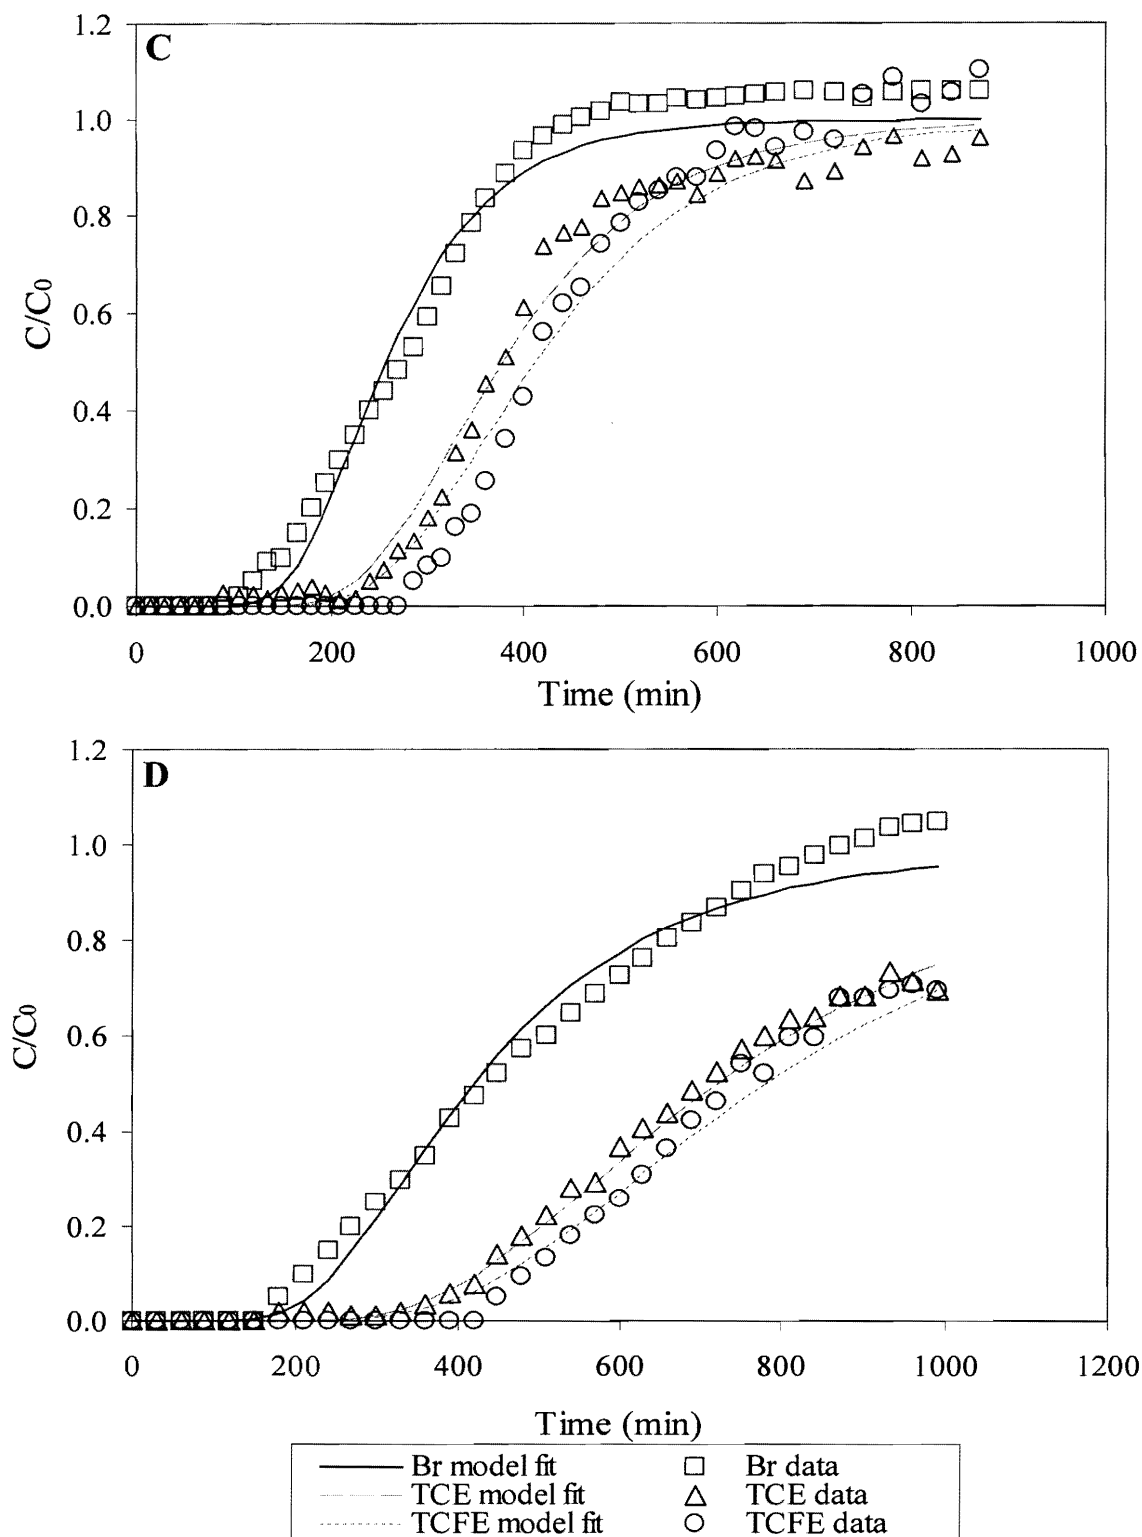 1.2
C
1.0
0.8
0.6
0.4
0.2
0.0
C/C0
0 200 400 600 800 1000
Time (min)
1.2
D
1.0
0.8
0.6
0.4
0.2
0.0
C/C0
0 200 400 600 800 1000 1200
Time (min)
Br model fit Br data
TCE model fit TCE data
TCFE model fit TCFE data